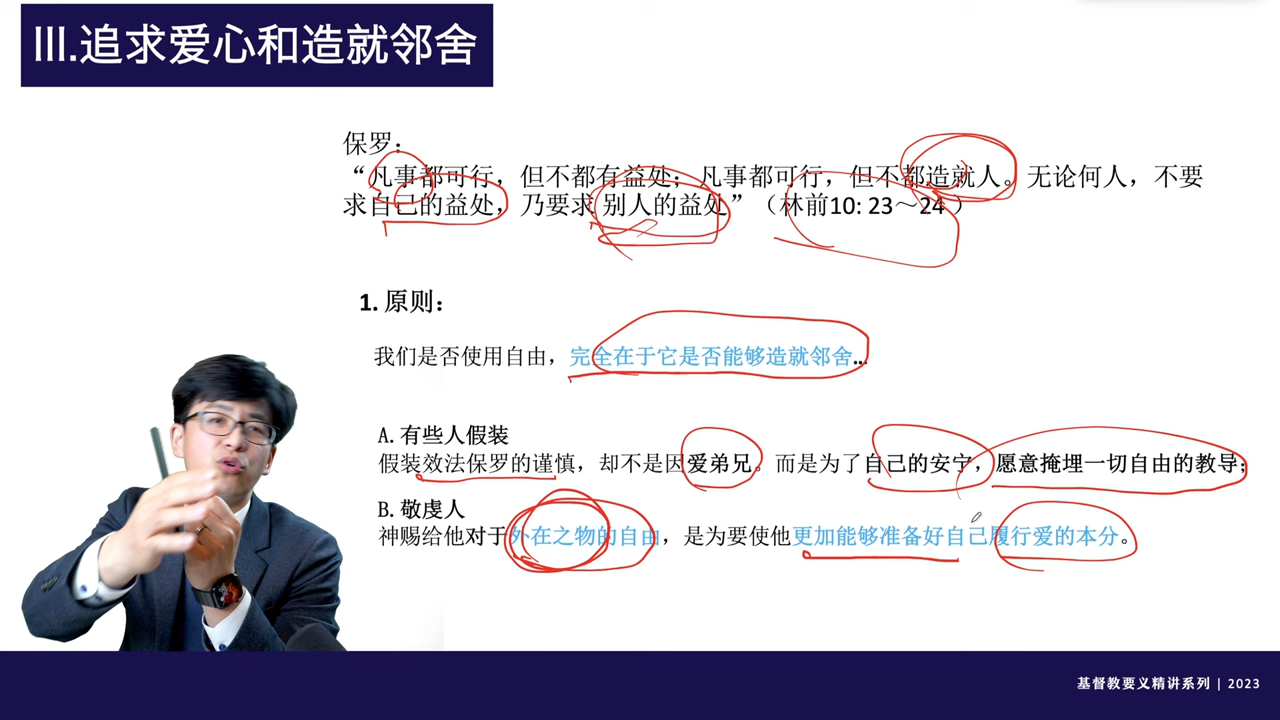 III.追求爱心和造就邻舍
保罗：
“凡事都可行，但不都有益处；凡事都可行，但不都造就人。无论何人，不要
求自己的益处，乃要求 别人的益处”（林前10: 23～24 ）
1. 原则：
我们是否使用自由，完全在于它是否能够造就邻舍...
A. 有些人假装
假装效法保罗的谨慎，却不是因爱弟兄。而是为了自己的安宁，愿意掩埋一切自由的教导；
B. 敬虔人
神赐给他对于外在之物的自由，是为要使他更加能够准备好自己履行爱的本分。
基督教要义精讲系列 | 2023